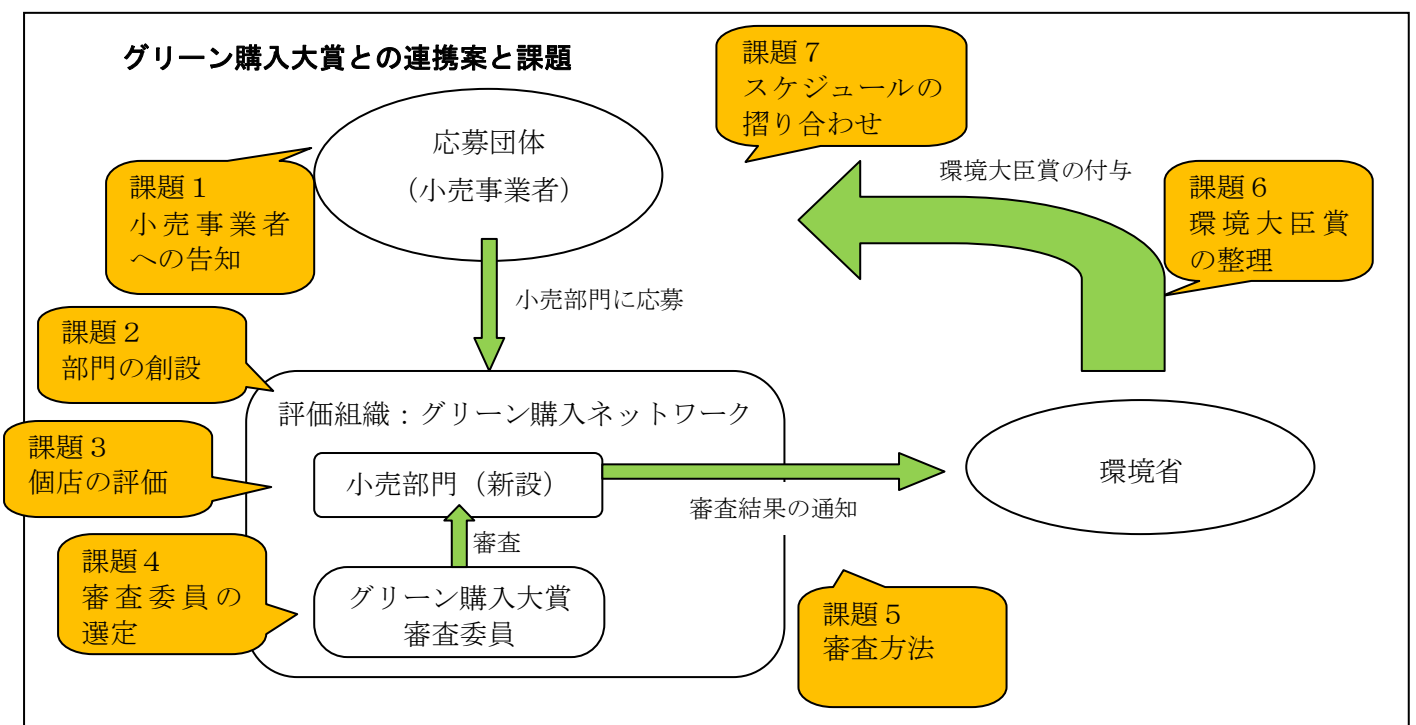 グリーン購入大賞との連携案と課題
課題７
スケジュールの
摺り合わせ
応募団体
（小売事業者）
環境大臣賞の付与
課題１
小売事業者
への告知
課題６
環境大臣賞
の整理
小売部門に応募
課題２
部門の創設
評価組織：グリーン購入ネットワーク
課題３
個店の評価
小売部門（新設）
環境省
審査結果の通知
審査
課題４
審査委員の
選定
グリーン購入大賞
審査委員
課題５
審査方法